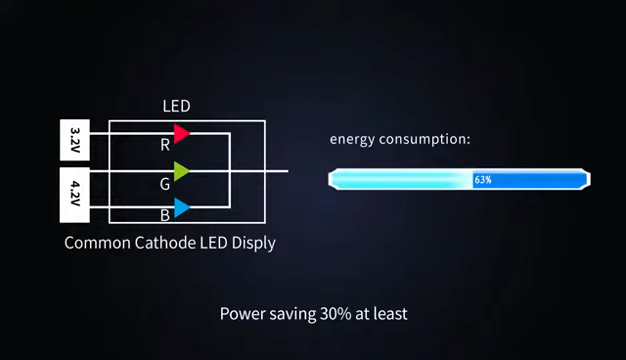 LED
3.2V
R
4.2V
G
B
Common Cathode LED Disply
energy consumption:
63%
Power saving 30% at least